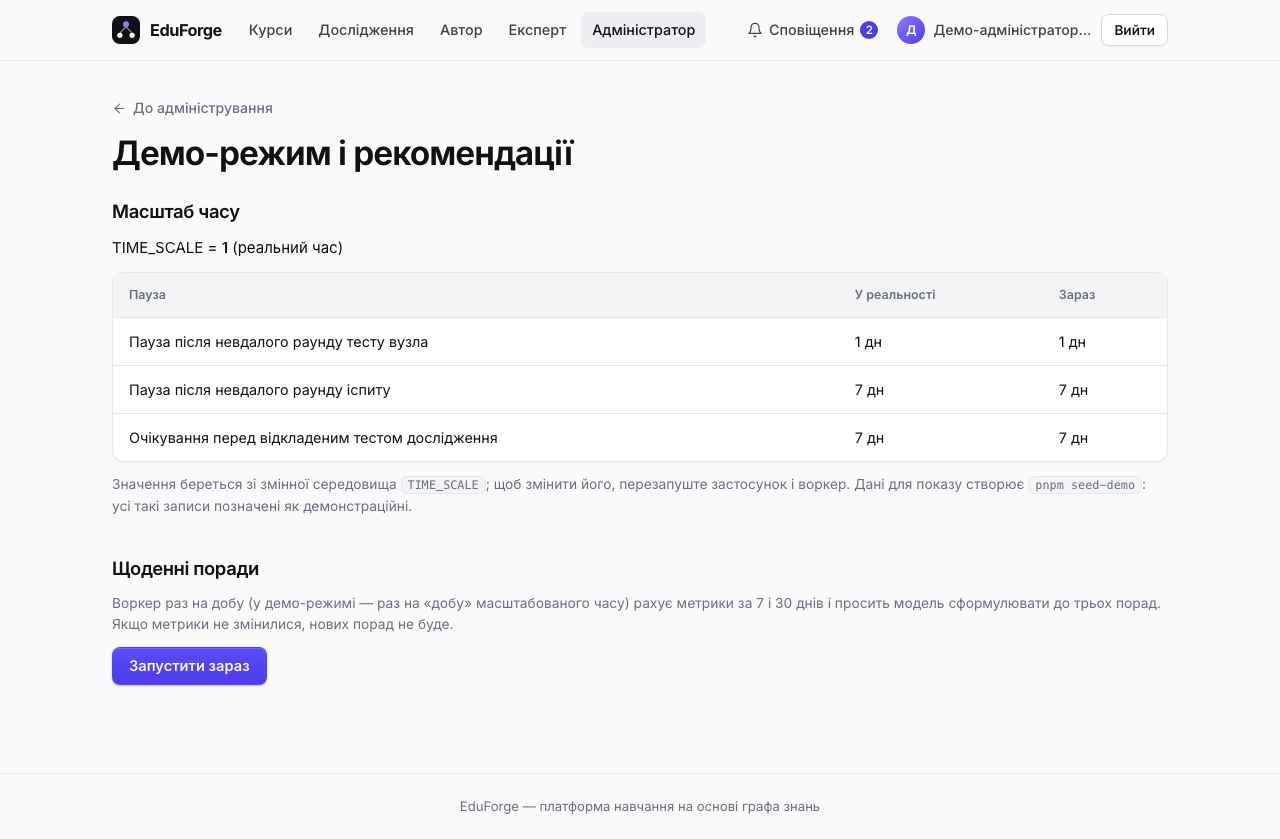 EduForge
Курси
Дослідження
Автор
Експерт
Адміністратор
Сповіщення 2
Д
Демо-адміністратор...
Вийти
← До адміністрування
Демо-режим і рекомендації
Масштаб часу
TIME_SCALE = 1 (реальний час)
Пауза У реальності Зараз
Пауза після невдалого раунду тесту вузла 1 дн 1 дн
Пауза після невдалого раунду іспиту 7 дн 7 дн
Очікування перед відкладеним тестом дослідження 7 дн 7 дн
Значення береться зі змінної середовища TIME_SCALE; щоб змінити його, перезапуште застосунок і воркер. Дані для показу створює pnpm seed-demo:
усі такі записи позначені як демонстраційні.
Щоденні поради
Воркер раз на добу (у демо-режимі — раз на «добу» масштабованого часу) рахує метрики за 7 і 30 днів і просить модель сформулювати до трьох порад.
Якщо метрики не змінилися, нових порад не буде.
Запустити зараз
EduForge — платформа навчання на основі графа знань